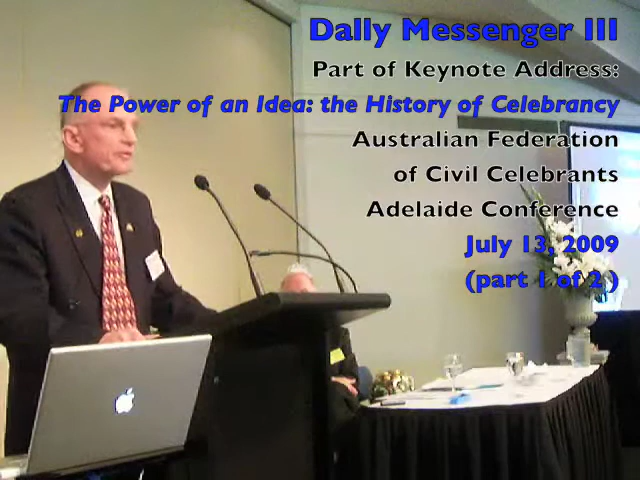 Dally Messenger III
Part of Keynote Address:
The Power of an Idea: the History of Celebrancy
Australian Federation
of Civil Celebrants
Adelaide Conference
July 13, 2009
(part 1 of 2 )